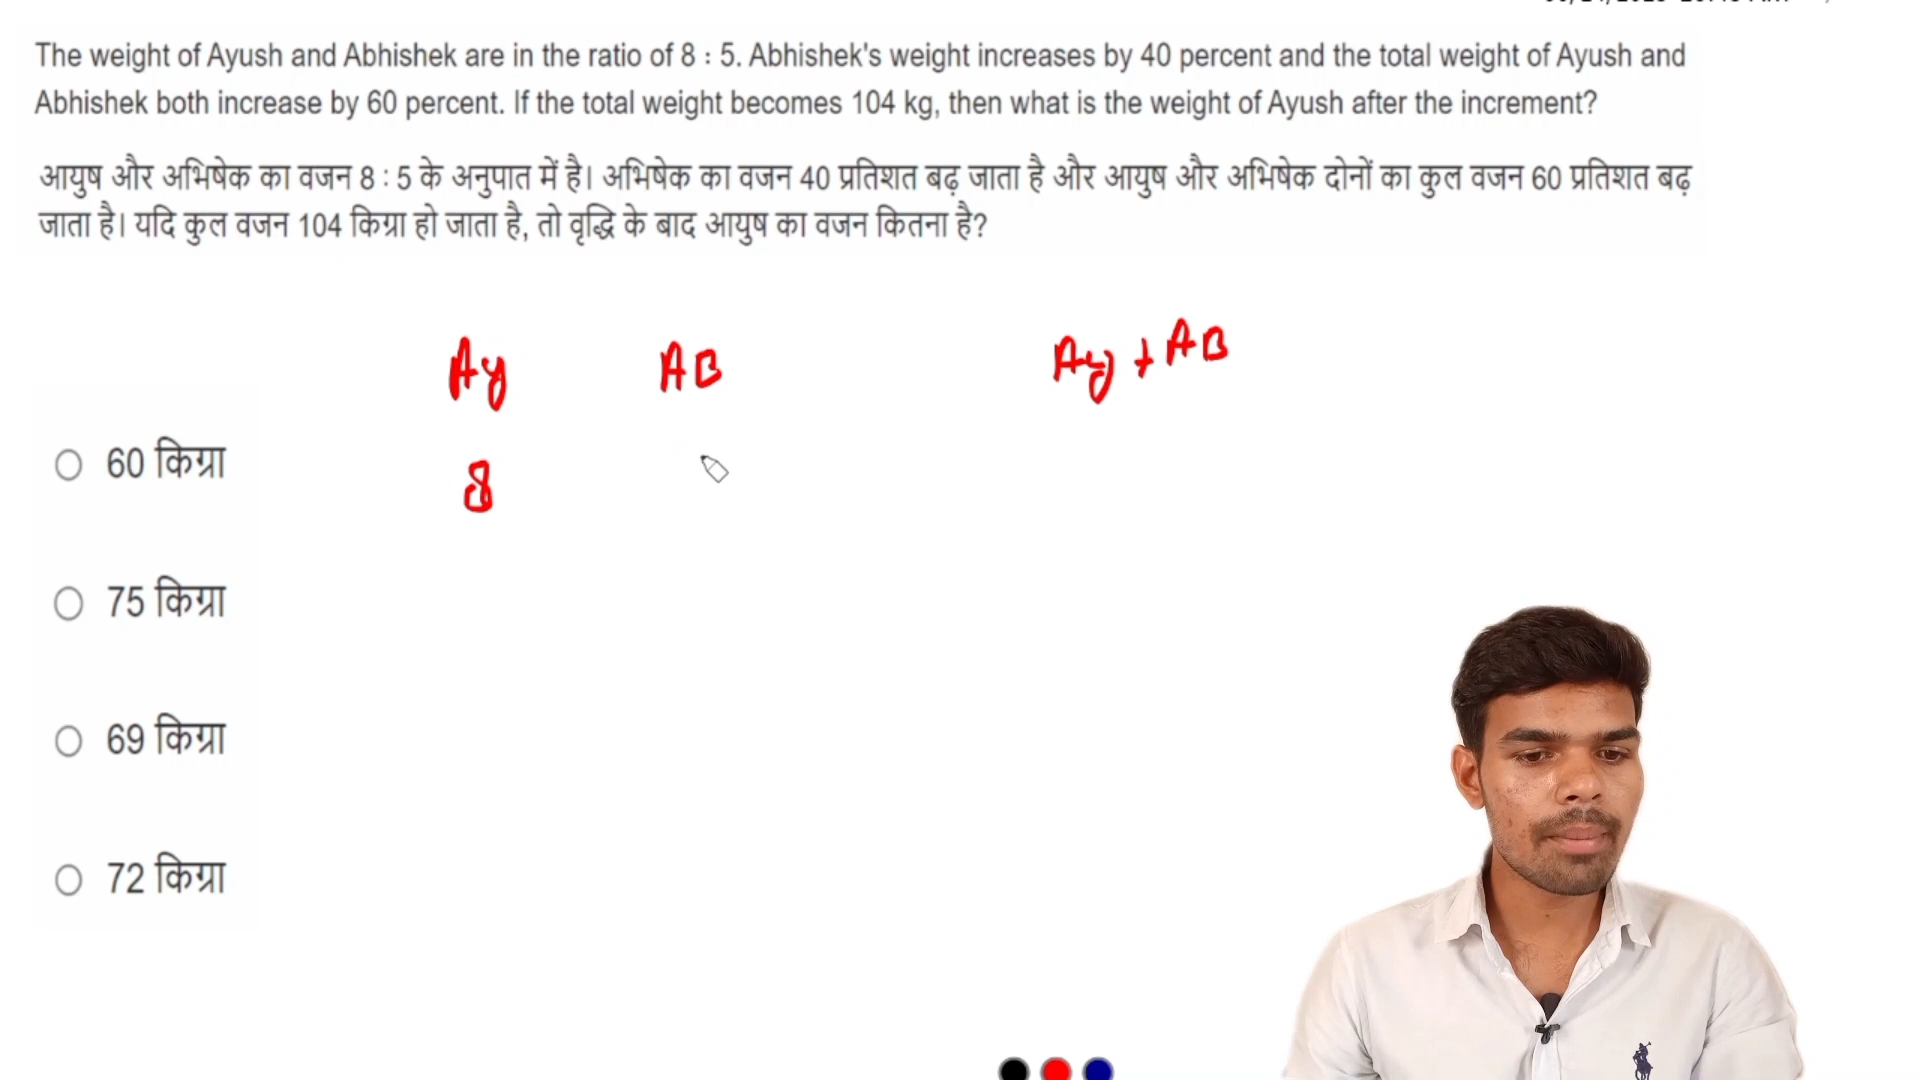 The weight of Ayush and Abhishek are in the ratio of 8 : 5. Abhishek's weight increases by 40 percent and the total weight of Ayush and
Abhishek both increase by 60 percent. If the total weight becomes 104 kg, then what is the weight of Ayush after the increment?
आयुष और अभिषेक का वजन 8 : 5 के अनुपात में है। अभिषेक का वजन 40 प्रतिशत बढ़ जाता है और आयुष और अभिषेक दोनों का कुल वजन 60 प्रतिशत बढ़
जाता है। यदि कुल वजन 104 किग्रा हो जाता है, तो वृद्धि के बाद आयुष का वजन कितना है?
Ay AB Ay + AB
60 किग्रा
8
75 किग्रा
69 किग्रा
72 किग्रा